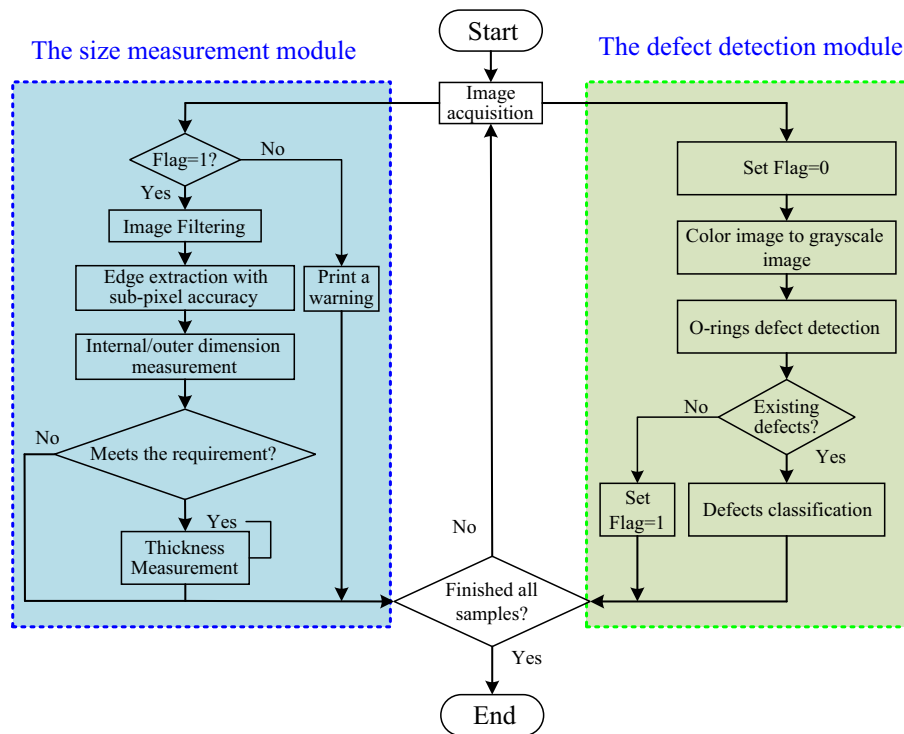 Start
The size measurement module
The defect detection module
Image
acquisition
Flag=1?
No
Yes
Image Filtering
Edge extraction with
sub-pixel accuracy
Print a
warning
Internal/outer dimension
measurement
No
Meets the requirement?
Yes
Thickness
Measurement
Set Flag=0
Color image to grayscale
image
O-rings defect detection
No
Existing
defects?
Yes
Set
Flag=1
Defects classification
No
Finished all
samples?
Yes
End